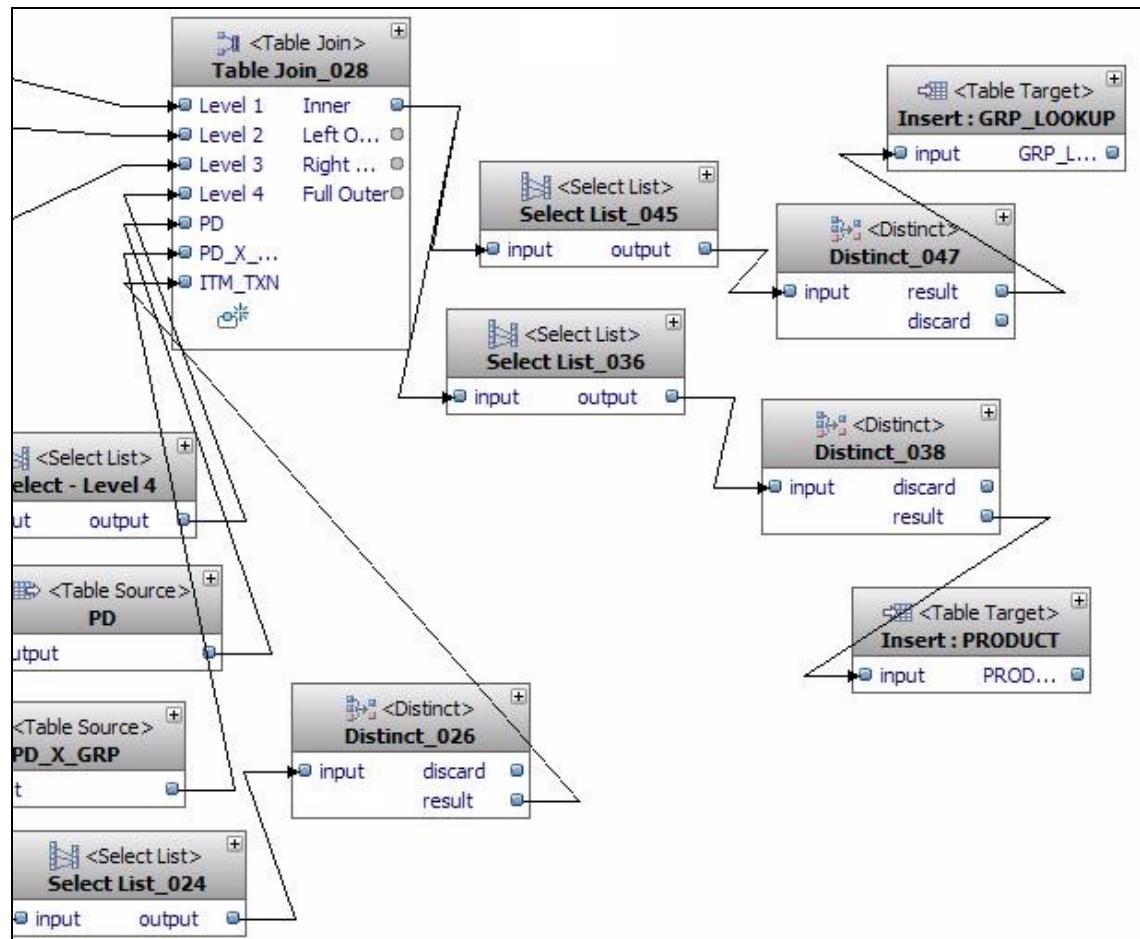 <Table Join>
Table Join_028
Level 1 Inner
Level 2 Left O...
Level 3 Right ...
Level 4 Full Outer
PD
PD_X_...
ITM_TXN
<Table Target>
Insert : GRP_LOOKUP
input GRP_L...
<Select List>
Select List_045
input output
<Distinct>
Distinct_047
input result
discard
<Select List>
Select List_036
input output
<Distinct>
Distinct_038
input discard
result
<Select List>
elect - Level 4
ut output
<Table Source>
PD
utput
<Table Target>
Insert : PRODUCT
input PROD...
<Table Source>
PD_X_GRP
t
<Distinct>
Distinct_026
input discard
result
<Select List>
Select List_024
input output